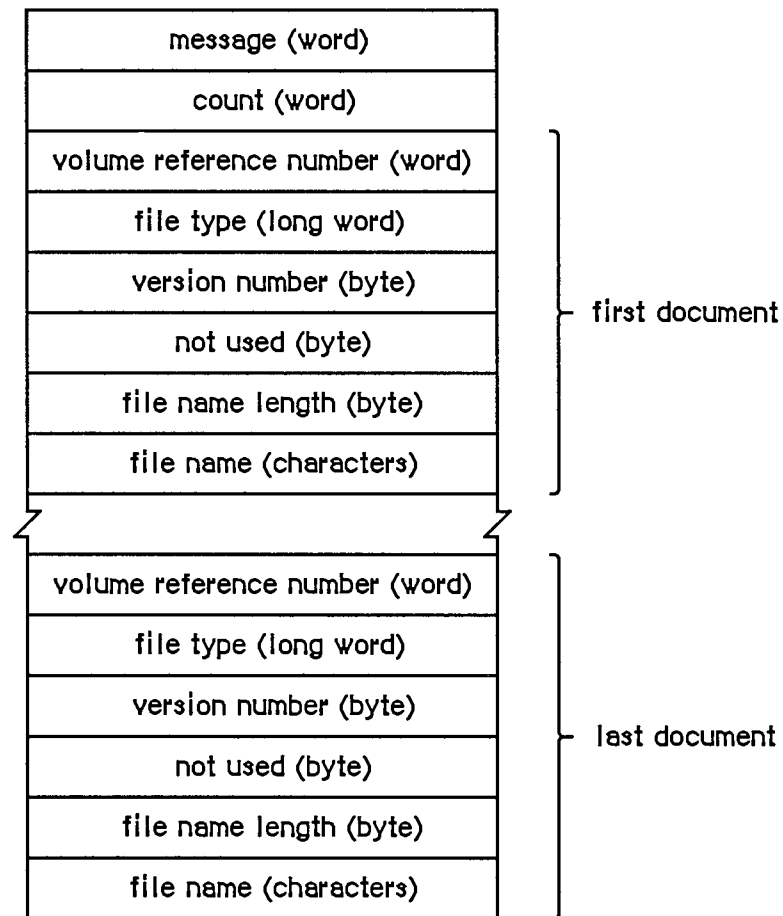 message (word)
count (word)
volume reference number (word)
file type (long word)
version number (byte)
not used (byte)
file name length (byte)
file name (characters)
first document
volume reference number (word)
file type (long word)
version number (byte)
not used (byte)
file name length (byte)
file name (characters)
last document